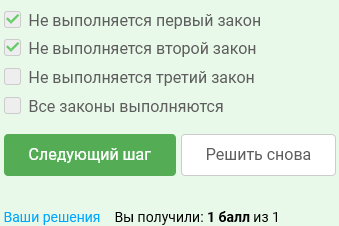 Не выполняется первый закон
Не выполняется второй закон
Не выполняется третий закон
Все законы выполняются
Следующий шаг
Решить снова
Ваши решения
Вы получили: 1 балл из 1